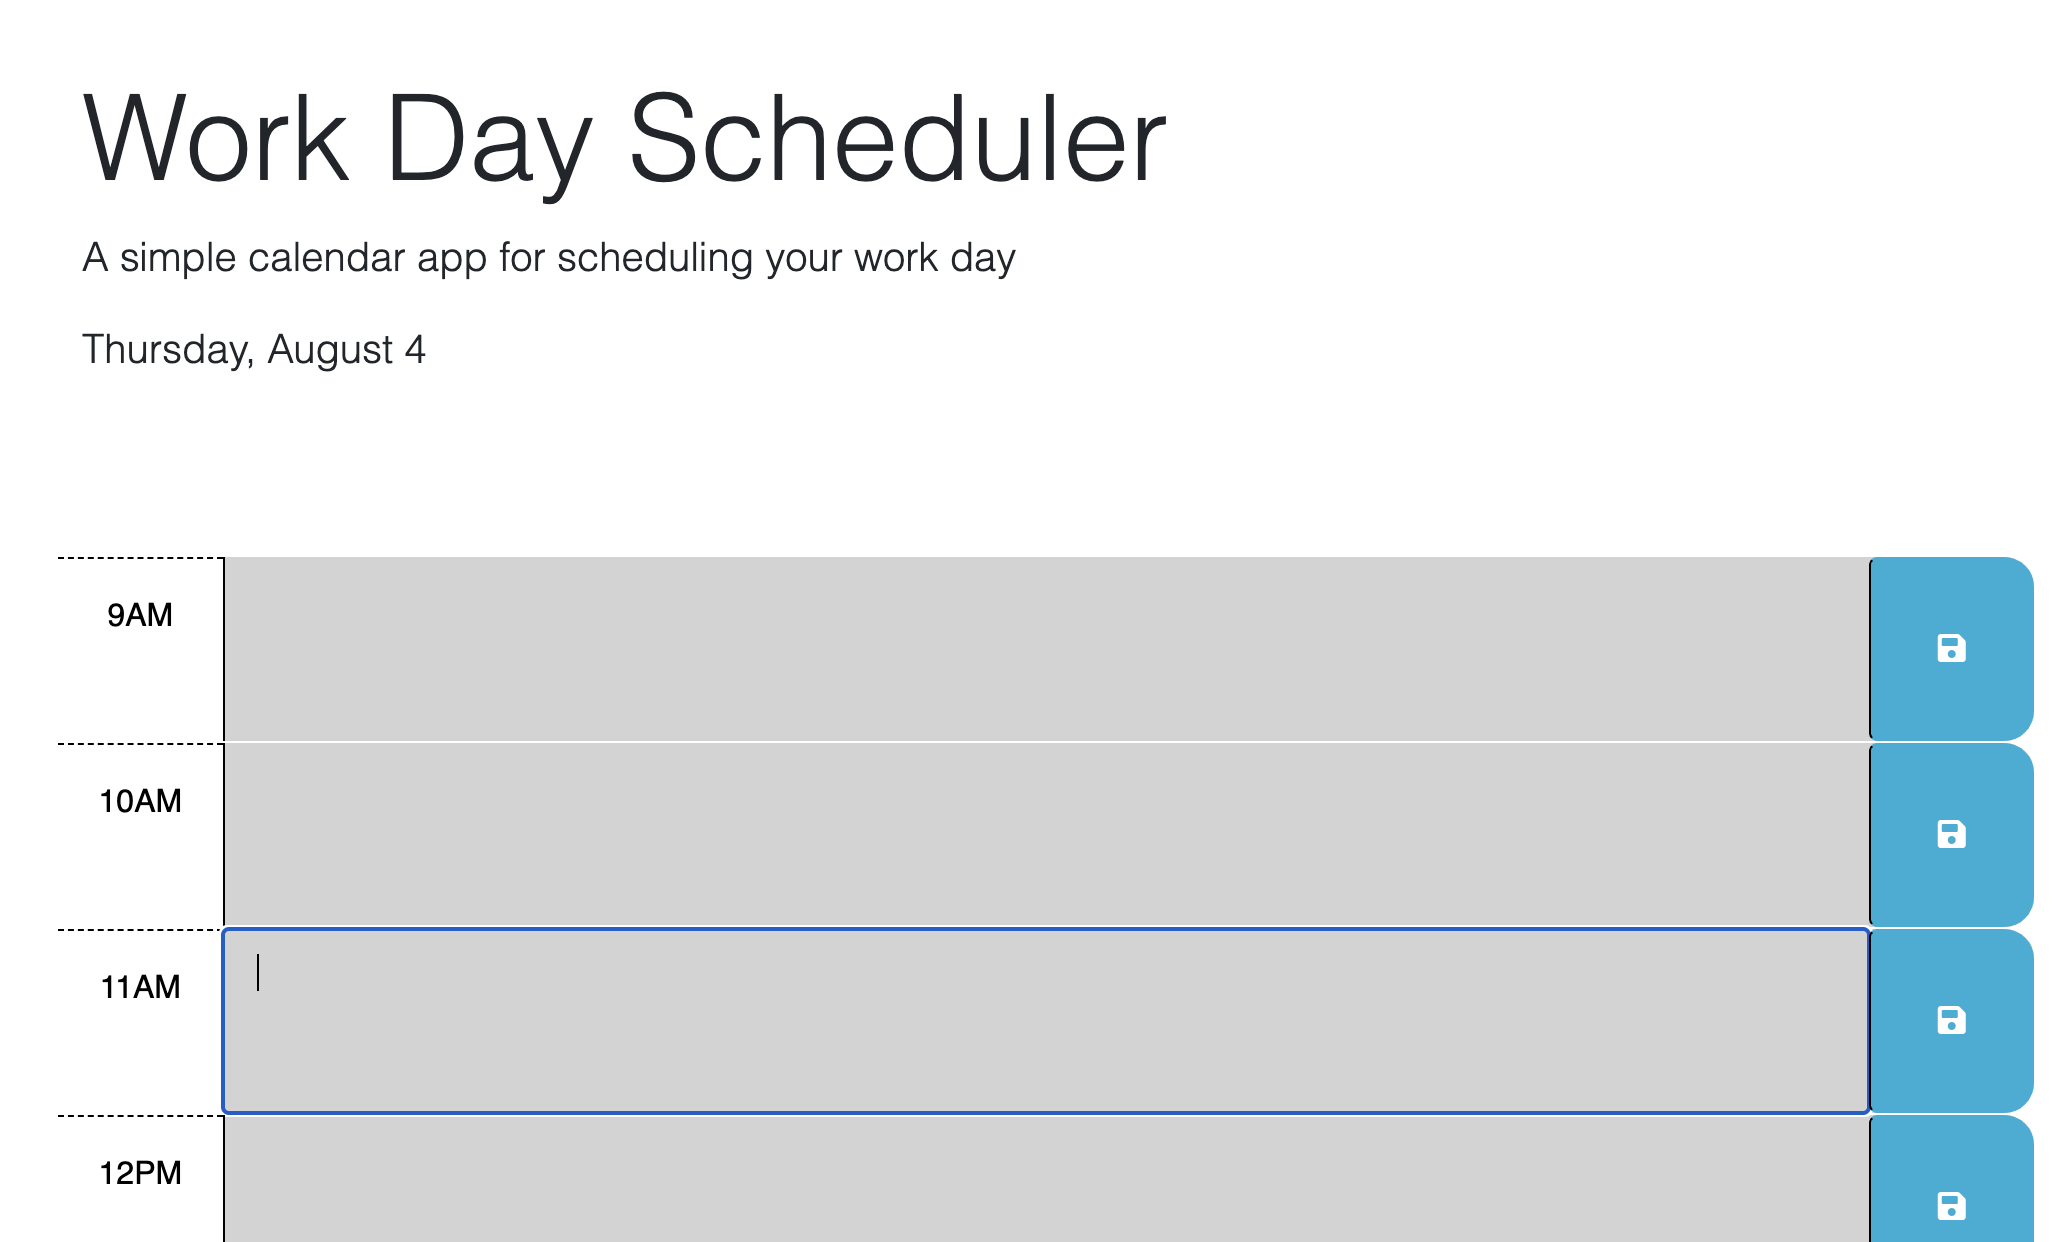 Work Day Scheduler
A simple calendar app for scheduling your work day
Thursday, August 4
9AM
10AM
11AM
12PM